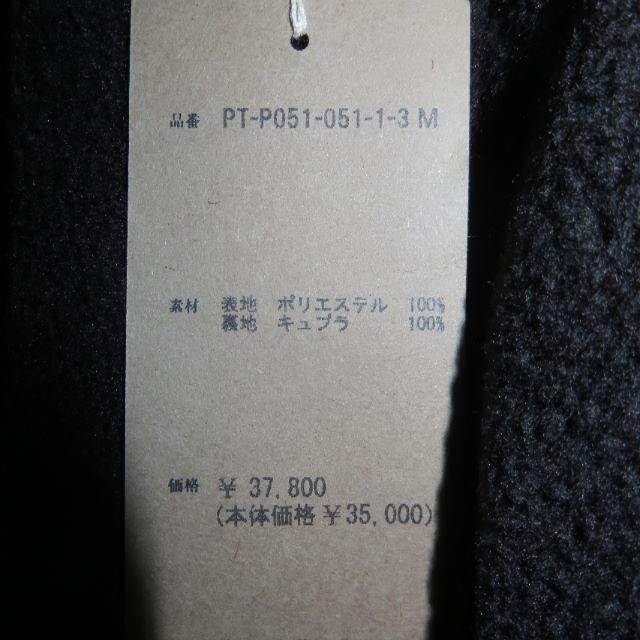 品番 PT-P051-051-1-3 M
素材 表地 ポリエステル 100%
裏地 キュプラ 100%
価格 ¥ 37,800
(本体価格 ¥ 35,000)